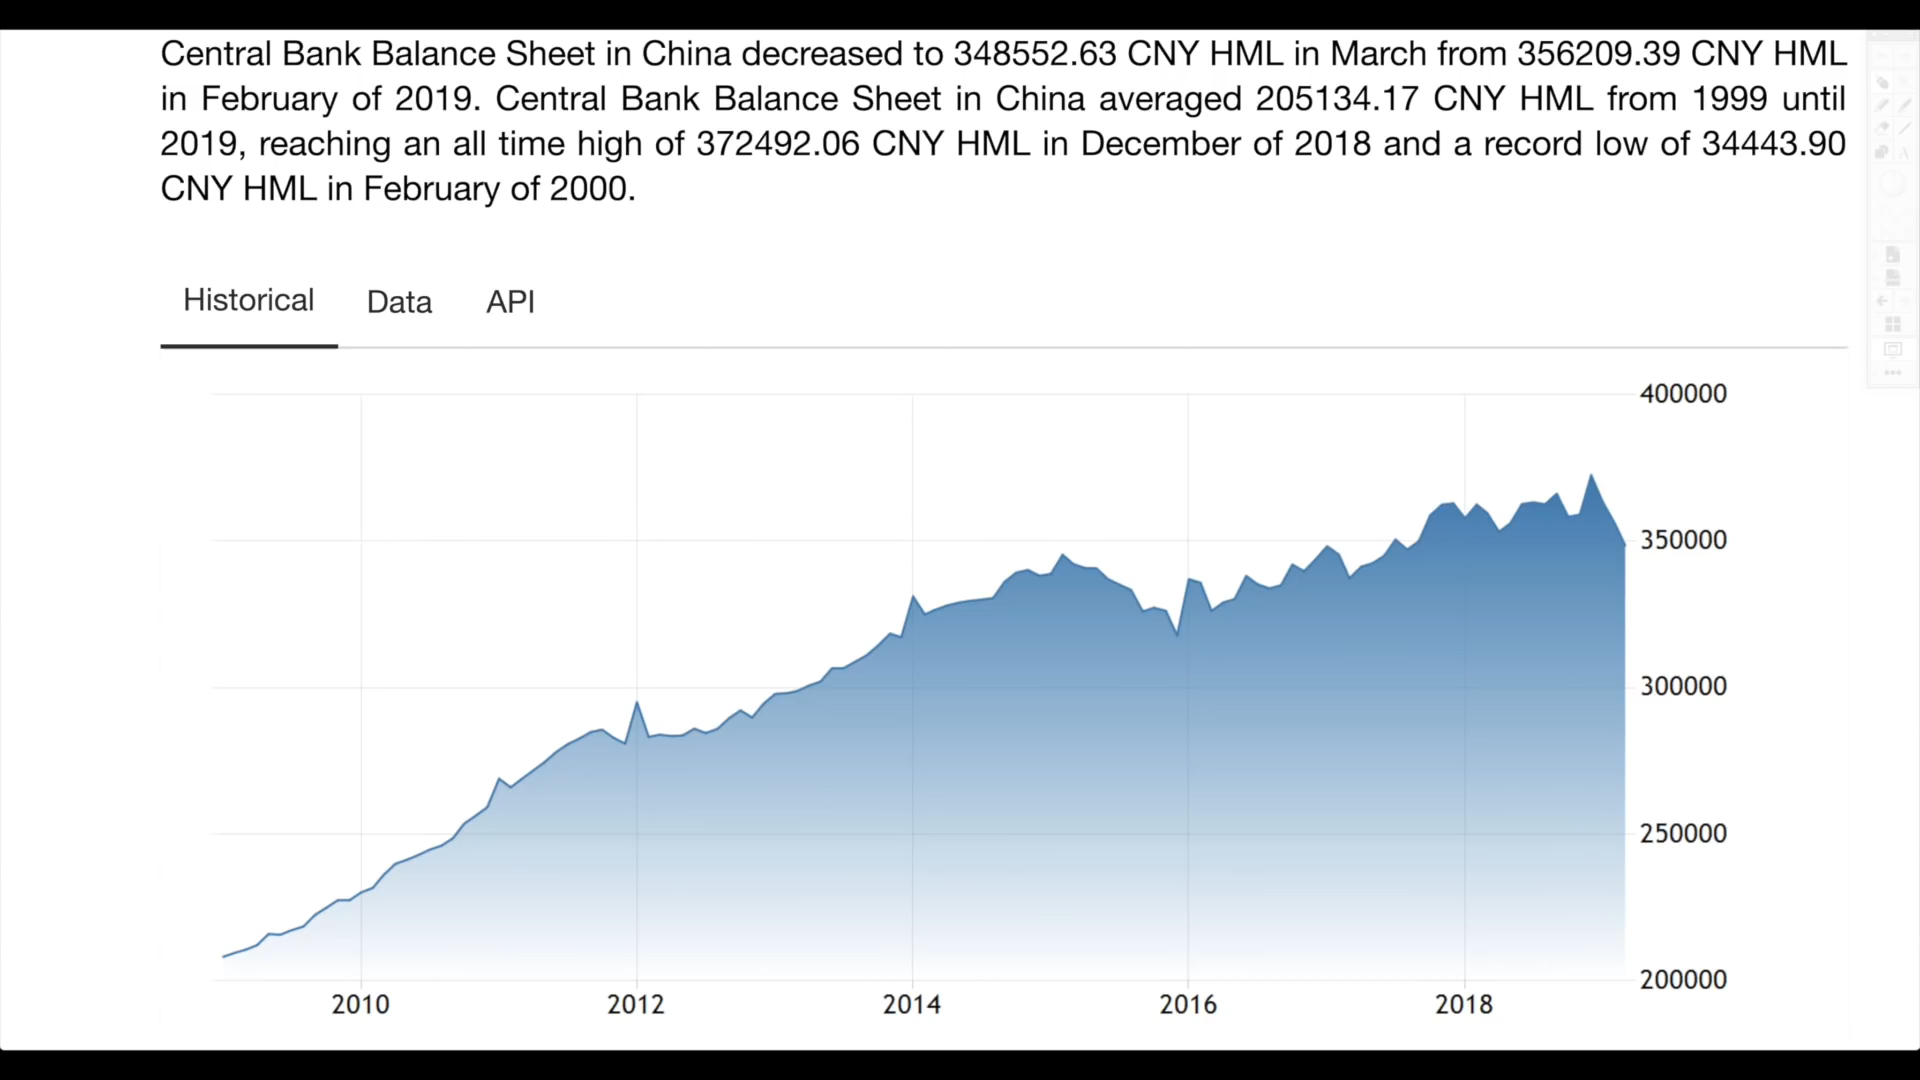 Central Bank Balance Sheet in China decreased to 348552.63 CNY HML in March from 356209.39 CNY HML
in February of 2019. Central Bank Balance Sheet in China averaged 205134.17 CNY HML from 1999 until
2019, reaching an all time high of 372492.06 CNY HML in December of 2018 and a record low of 34443.90
CNY HML in February of 2000.
Historical Data API
400000
350000
300000
250000
200000
2010 2012 2014 2016 2018